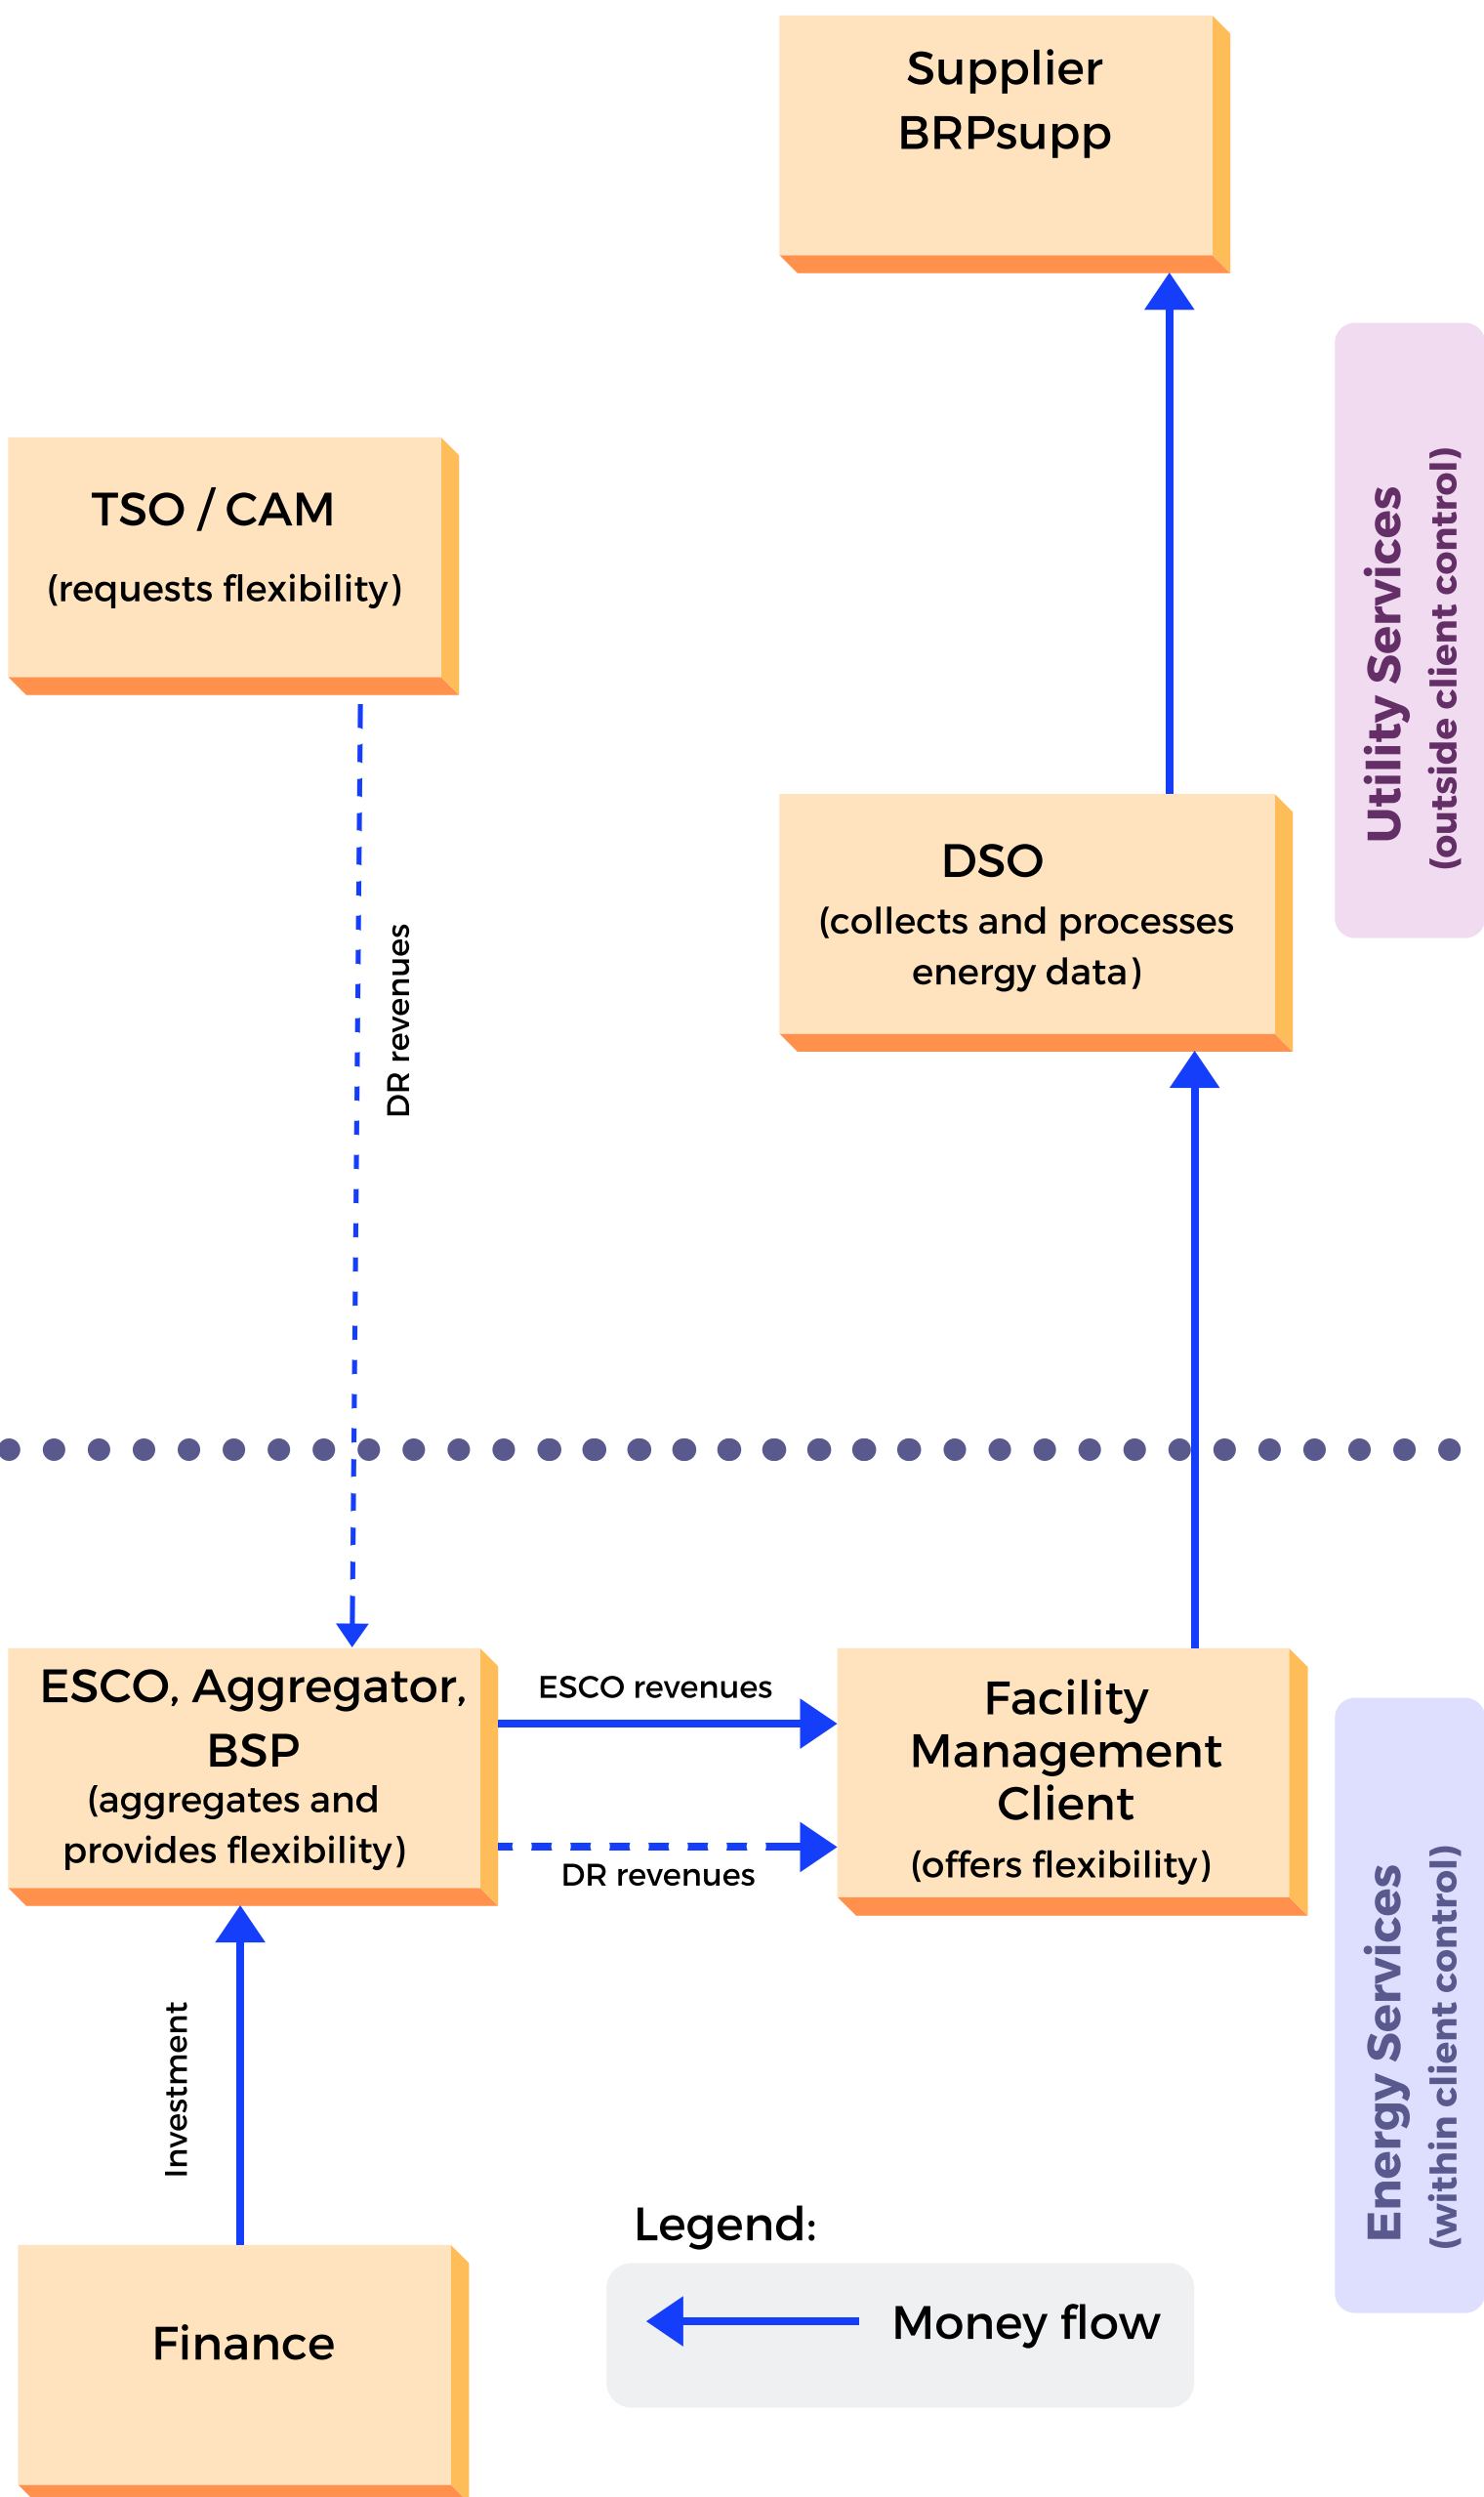 Supplier
BRPsupp
TSO / CAM
(requests flexibility)
Utility Services
(outside client control)
DSO
(collects and processes
energy data)
DR revenues
ESCO, Aggregator,
BSP
(aggregates and
provides flexibility)
ESCO revenues
DR revenues
Facility
Management
Client
(offers flexibility)
Energy Services
(within client control)
Investment
Finance
Legend:
Money flow